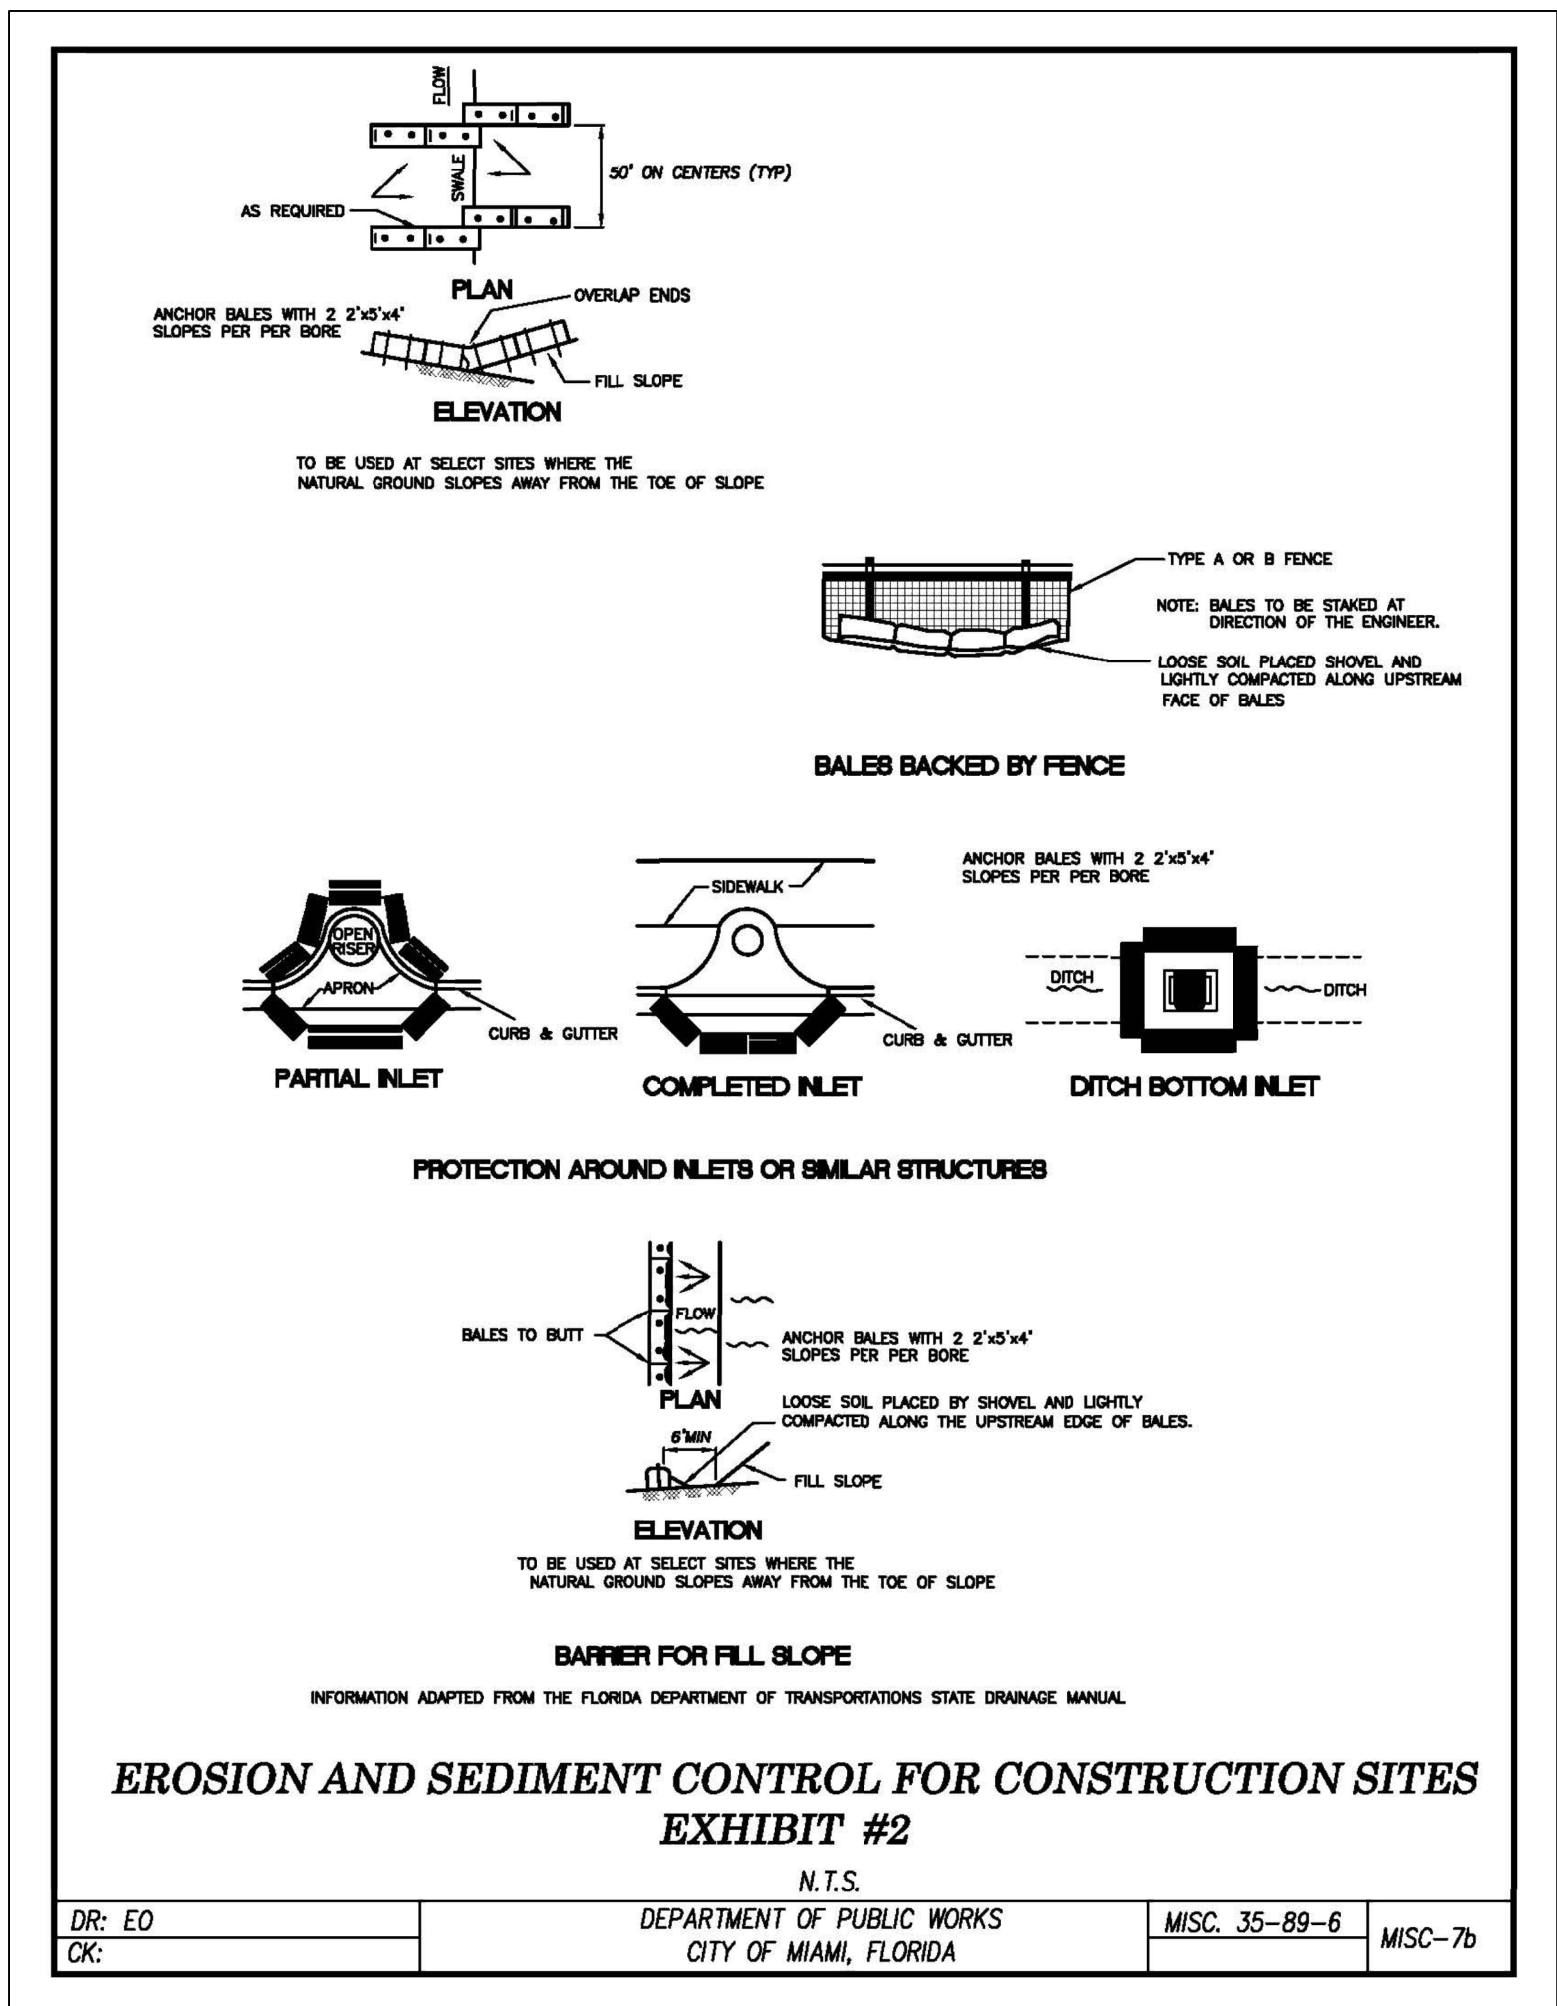 FLOW
SWALE
50' ON CENTERS (TYP)
AS REQUIRED
PLAN
OVERLAP ENDS
ANCHOR BALES WITH 2 2"x5'x4'
SLOPES PER PER BORE
FILL SLOPE
ELEVATION
TO BE USED AT SELECT SITES WHERE THE
NATURAL GROUND SLOPES AWAY FROM THE TOE OF SLOPE
TYPE A OR B FENCE
NOTE: BALES TO BE STAKED AT
DIRECTION OF THE ENGINEER.
LOOSE SOIL PLACED SHOVEL AND
LIGHTLY COMPACTED ALONG UPSTREAM
FACE OF BALES
BALES BACKED BY FENCE
OPEN
RISER
APRON
CURB & GUTTER
PARTIAL INLET
SIDEWALK
CURB & GUTTER
COMPLETED INLET
ANCHOR BALES WITH 2 2"x5'x4'
SLOPES PER PER BORE
DITCH
DITCH
DITCH BOTTOM INLET
PROTECTION AROUND INLETS OR SIMILAR STRUCTURES
FLOW
BALES TO BUTT
ANCHOR BALES WITH 2 2"x5'x4'
SLOPES PER PER BORE
PLAN
LOOSE SOIL PLACED BY SHOVEL AND LIGHTLY
COMPACTED ALONG THE UPSTREAM EDGE OF BALES.
6'MIN
FILL SLOPE
ELEVATION
TO BE USED AT SELECT SITES WHERE THE
NATURAL GROUND SLOPES AWAY FROM THE TOE OF SLOPE
BARRIER FOR FILL SLOPE
INFORMATION ADAPTED FROM THE FLORIDA DEPARTMENT OF TRANSPORTATIONS STATE DRAINAGE MANUAL
EROSION AND SEDIMENT CONTROL FOR CONSTRUCTION SITES
EXHIBIT #2
N.T.S.
DR: EO
CK:
DEPARTMENT OF PUBLIC WORKS
CITY OF MIAMI, FLORIDA
MISC. 35-89-6
MISC-7b